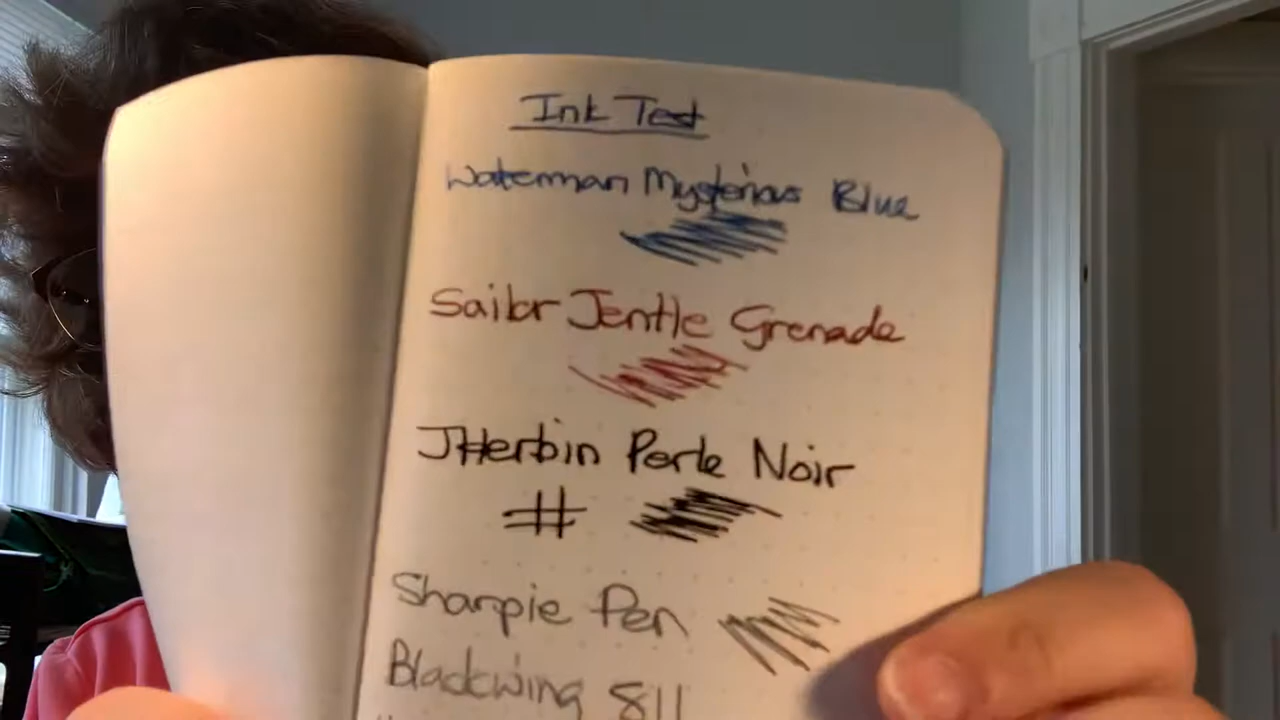 Ink Test
Waterman Mysterious Blue
Sailor Jentle Grenade
JHerbin Perle Noir
#
Sharpie Pen
Blackwing 811